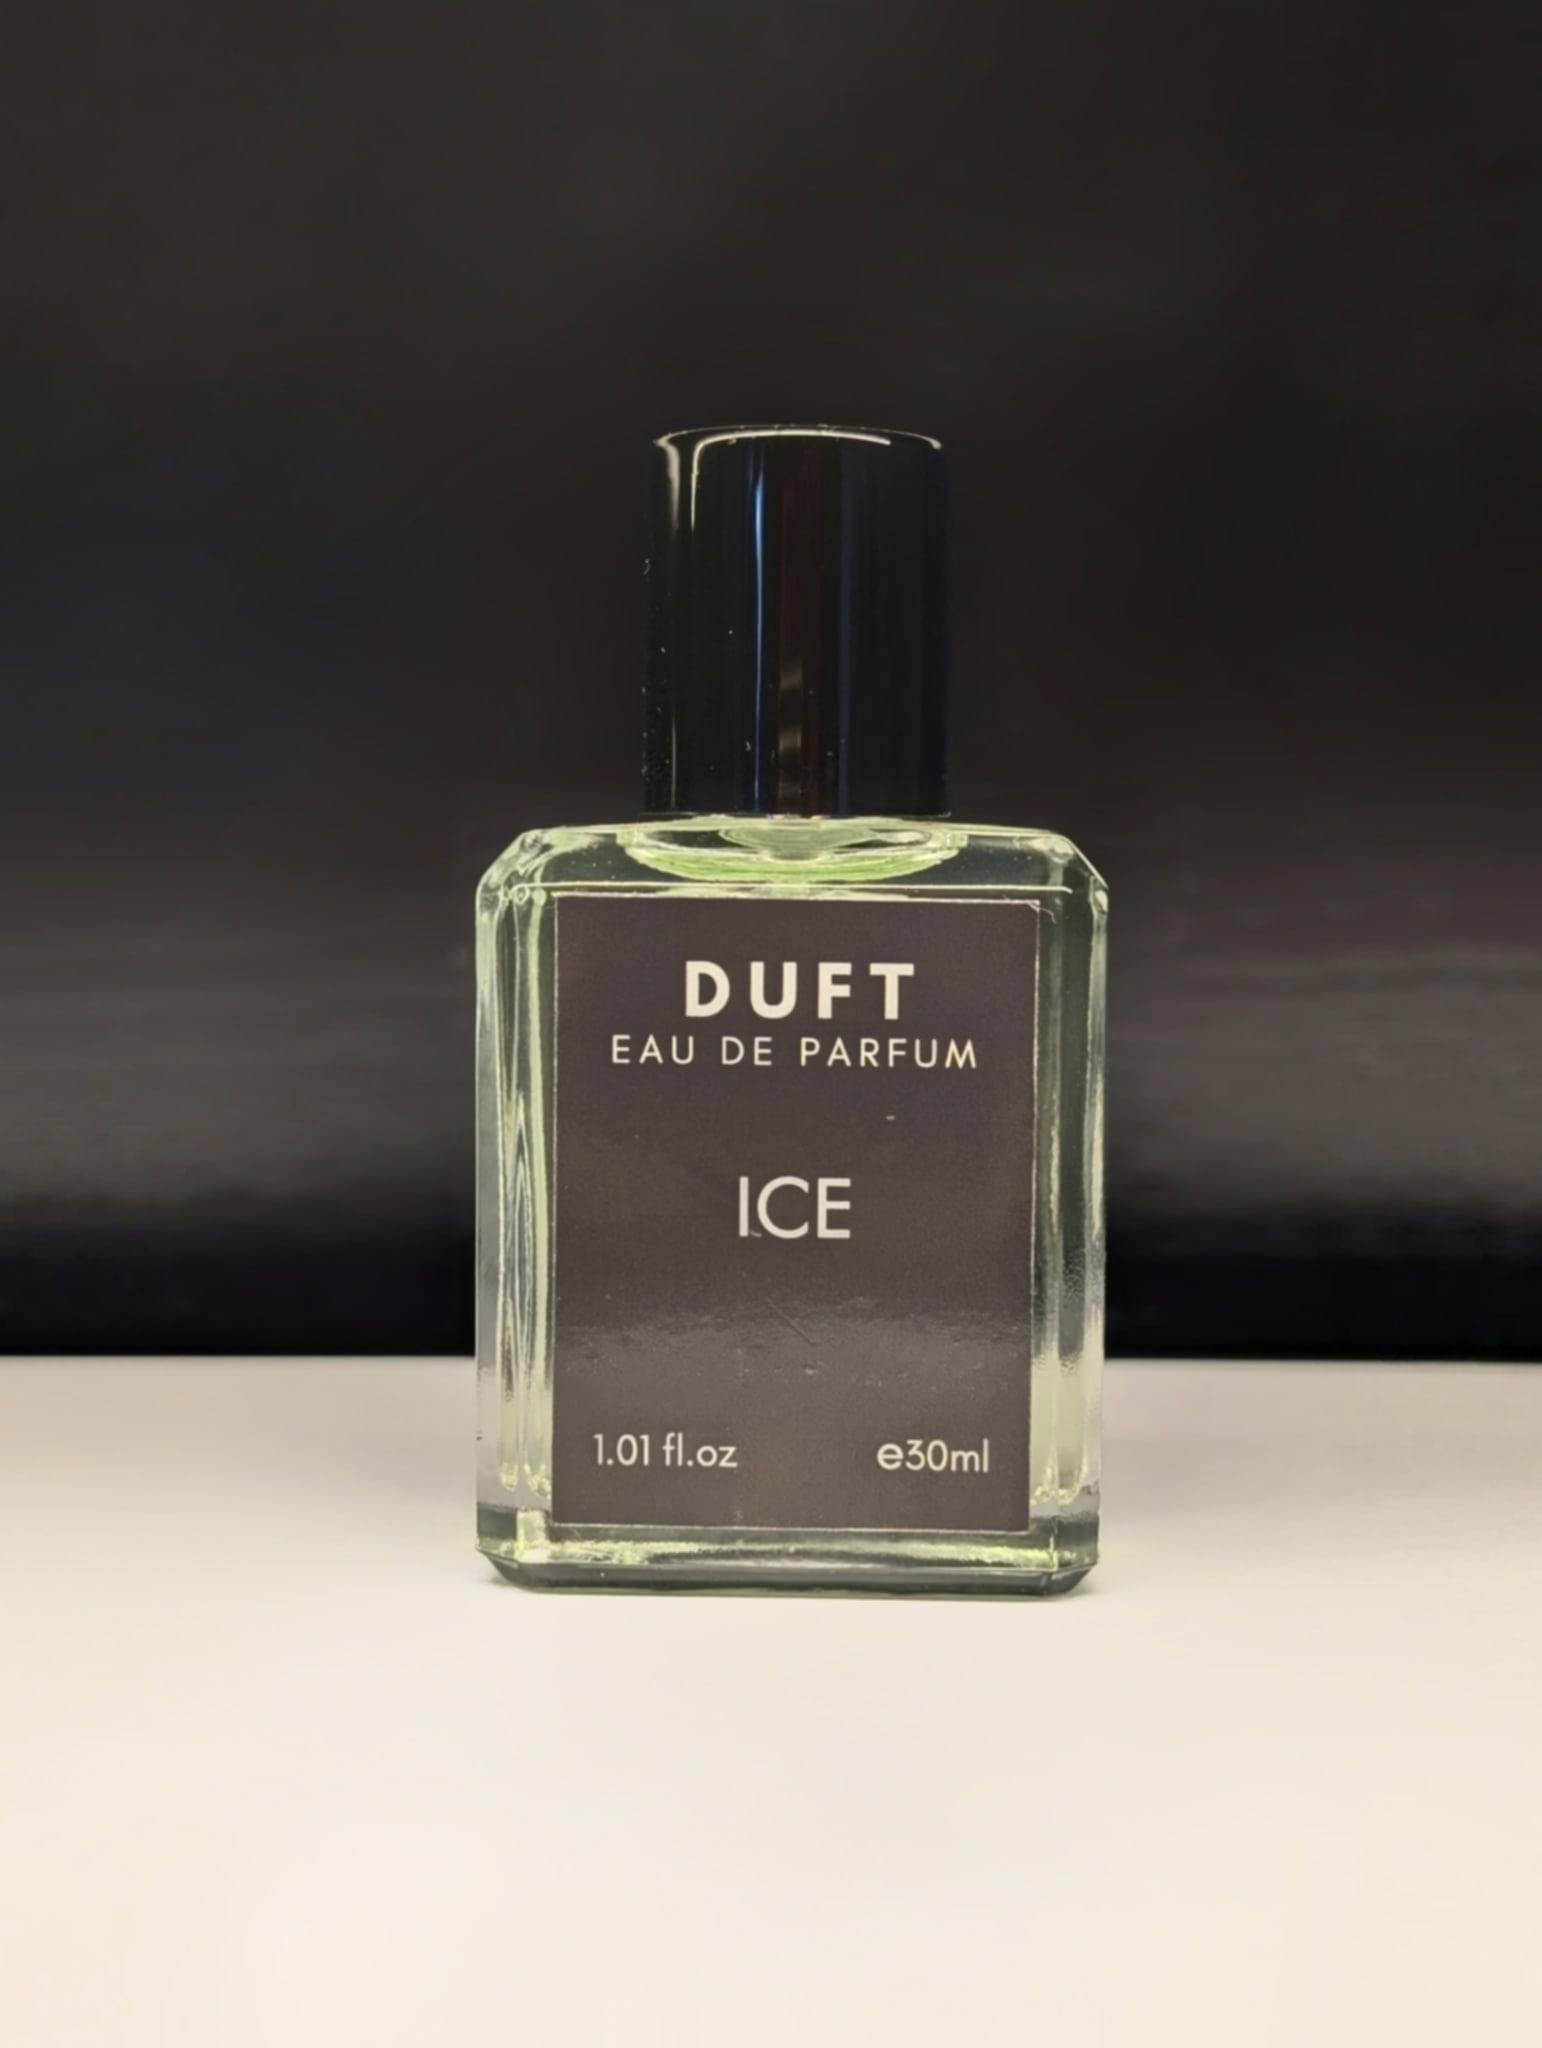 DUFT
EAU DE PARFUM
ICE
1.01 fl.oz
e30ml